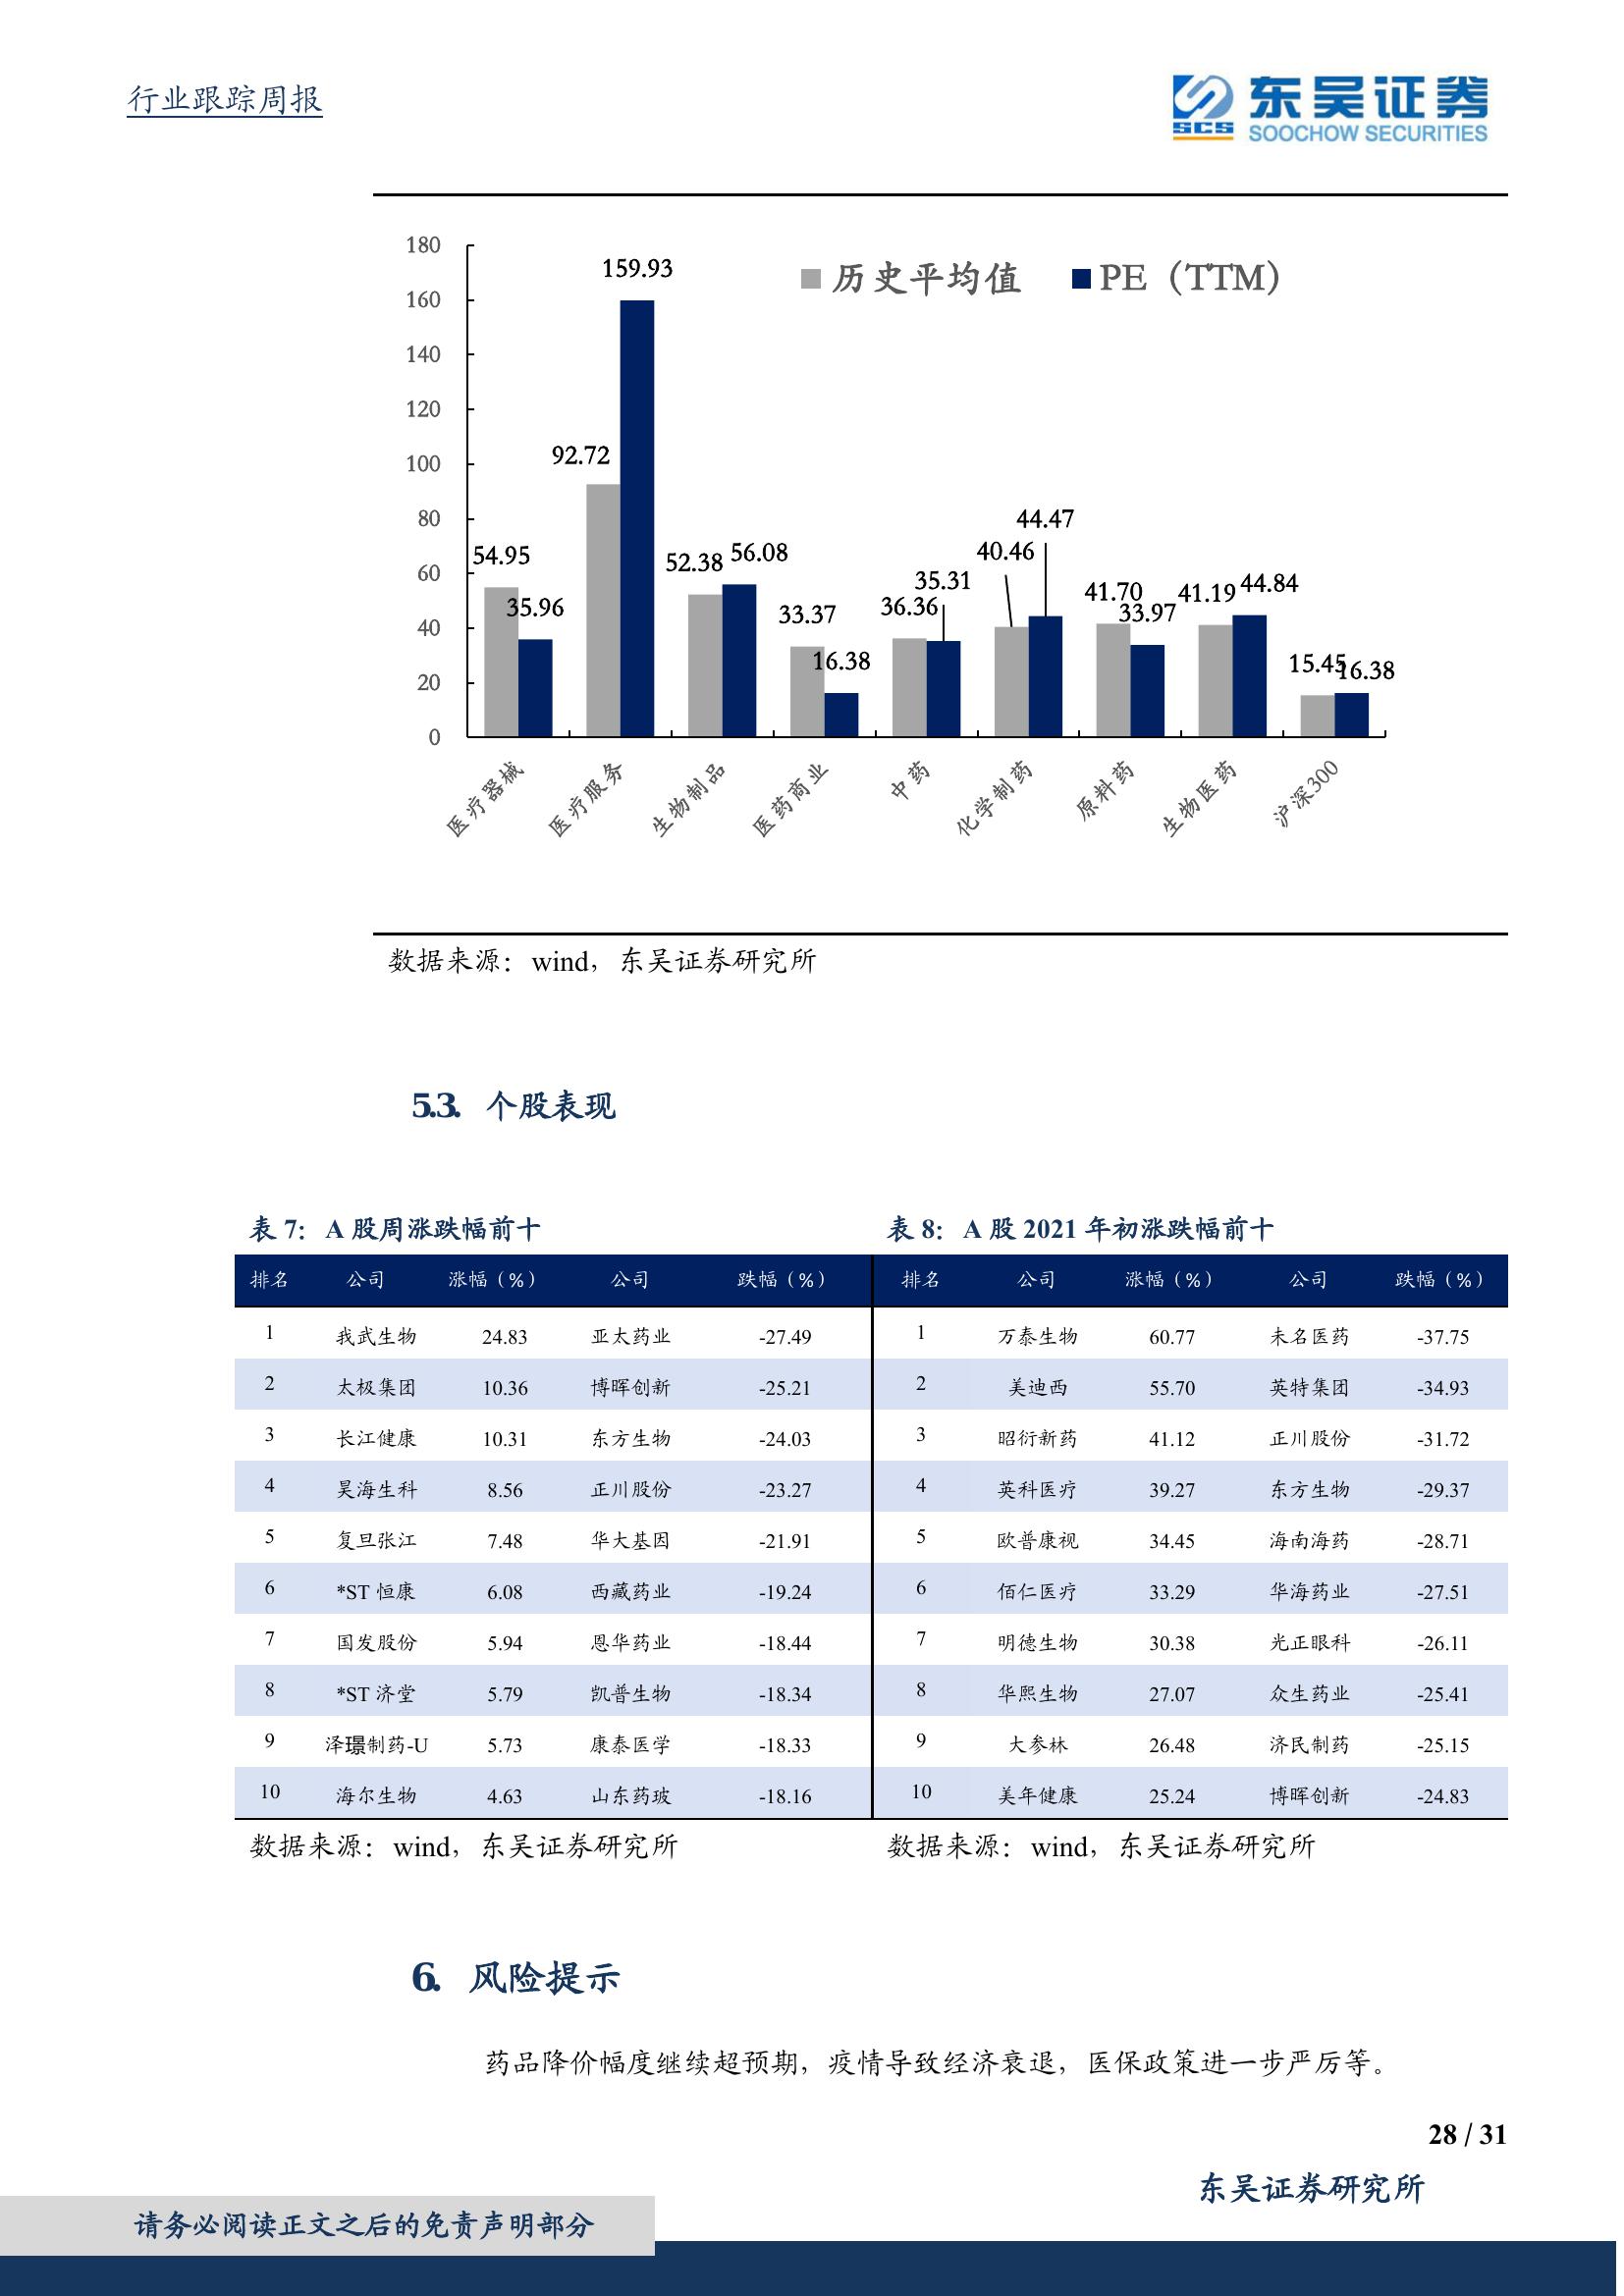 行业跟踪周报
SCS 东吴证券
SOOCHOW SECURITIES
历史平均值 PE（TTM）
180
160
140
120
100
80
60
40
20
0
54.95
35.96
92.72
159.93
52.38
56.08
33.37
16.38
36.36
35.31
40.46
44.47
41.70
33.97
41.19
44.84
15.45
16.38
医疗器械
医疗服务
生物制品
医药商业
中药
化学制药
原料药
生物医药
沪深300
数据来源：wind，东吴证券研究所
5.3. 个股表现
表 7：A 股周涨跌幅前十 表 8：A 股 2021 年初涨跌幅前十
排名 公司 涨幅（%） 公司 跌幅（%） 排名 公司 涨幅（%） 公司 跌幅（%）
1 我武生物 24.83 亚太药业 -27.49 1 万泰生物 60.77 未名医药 -37.75
2 太极集团 10.36 博晖创新 -25.21 2 美迪西 55.70 英特集团 -34.93
3 长江健康 10.31 东方生物 -24.03 3 昭衍新药 41.12 正川股份 -31.72
4 昊海生科 8.56 正川股份 -23.27 4 英科医疗 39.27 东方生物 -29.37
5 复旦张江 7.48 华大基因 -21.91 5 欧普康视 34.45 海南海药 -28.71
6 *ST 恒康 6.08 西藏药业 -19.24 6 佰仁医疗 33.29 华海药业 -27.51
7 国发股份 5.94 恩华药业 -18.44 7 明德生物 30.38 光正眼科 -26.11
8 *ST 济堂 5.79 凯普生物 -18.34 8 华熙生物 27.07 众生药业 -25.41
9 泽璟制药-U 5.73 康泰医学 -18.33 9 大参林 26.48 济民制药 -25.15
10 海尔生物 4.63 山东药玻 -18.16 10 美年健康 25.24 博晖创新 -24.83
数据来源：wind，东吴证券研究所 数据来源：wind，东吴证券研究所
6. 风险提示
药品降价幅度继续超预期，疫情导致经济衰退，医保政策进一步严厉等。
28 / 31
东吴证券研究所
请务必阅读正文之后的免责声明部分